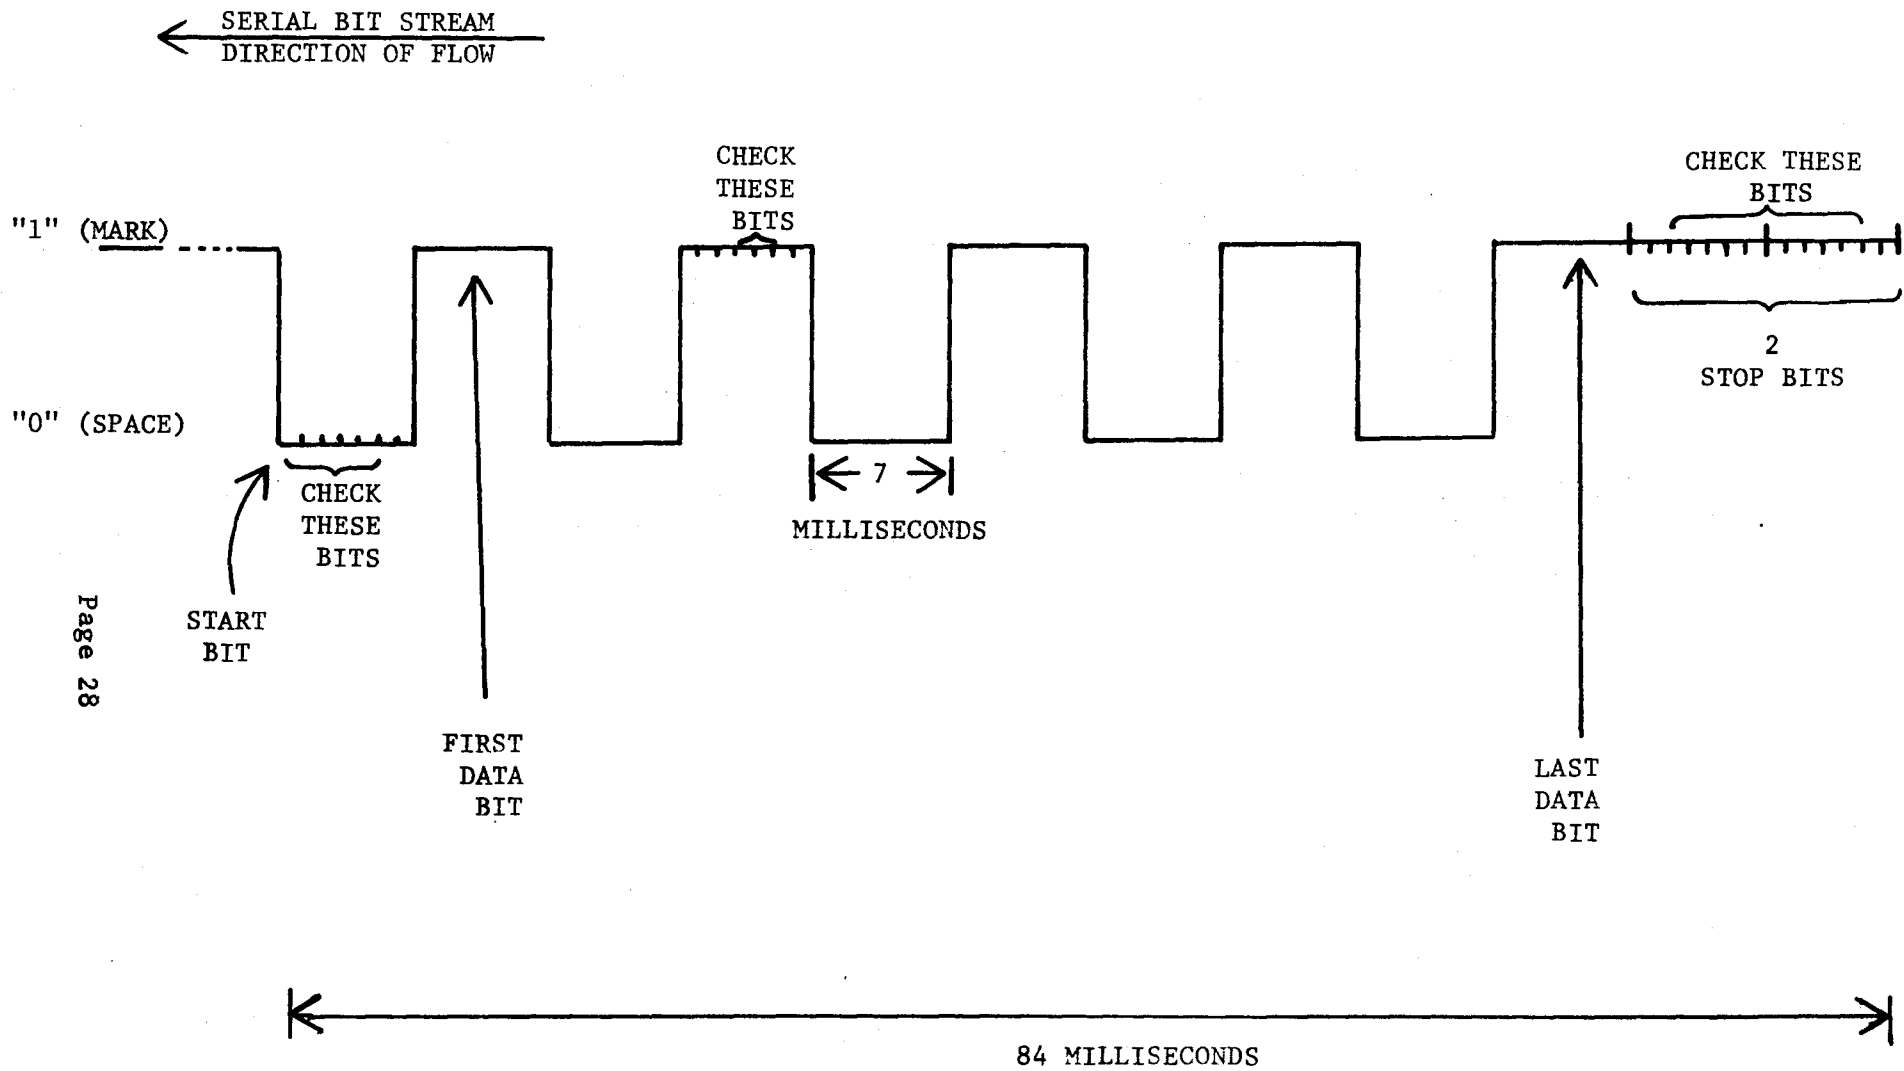 SERIAL BIT STREAM
DIRECTION OF FLOW
CHECK
THESE
BITS
CHECK THESE
BITS
"1" (MARK)
"0" (SPACE)
2
STOP BITS
7
MILLISECONDS
CHECK
THESE
BITS
START
BIT
Page 28
FIRST
DATA
BIT
LAST
DATA
BIT
84 MILLISECONDS